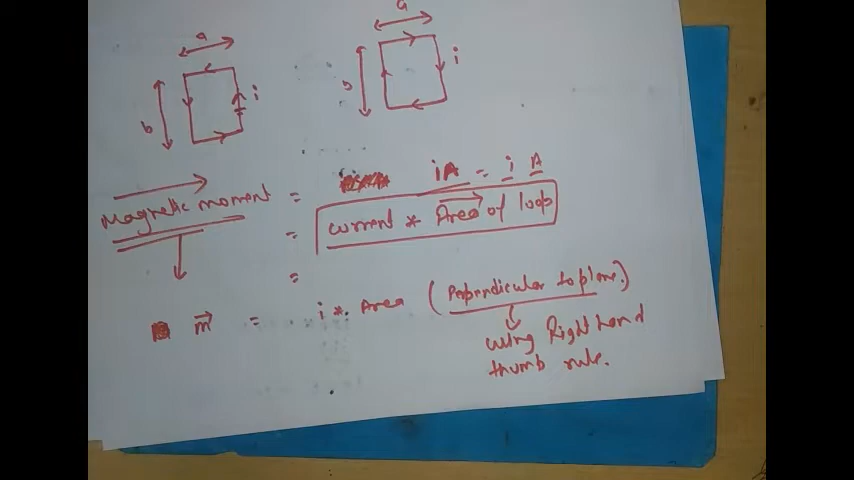 a
a
b
i
b
i
Magnetic moment = iA = i A
= current * Area of loop
=
m = i * Area (Perpendicular to plane.)
using Right hand
thumb rule.